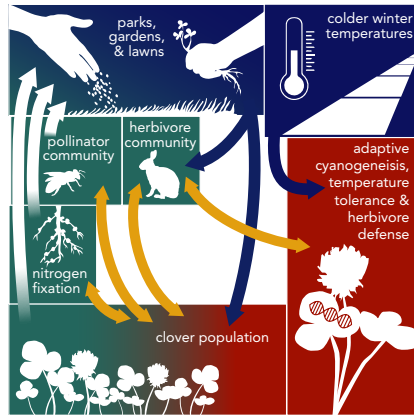 parks,
gardens,
& lawns
colder winter
temperatures
pollinator
community
herbivore
community
adaptive
cyanogeneisis,
temperature
tolerance &
herbivore
defense
nitrogen
fixation
clover population